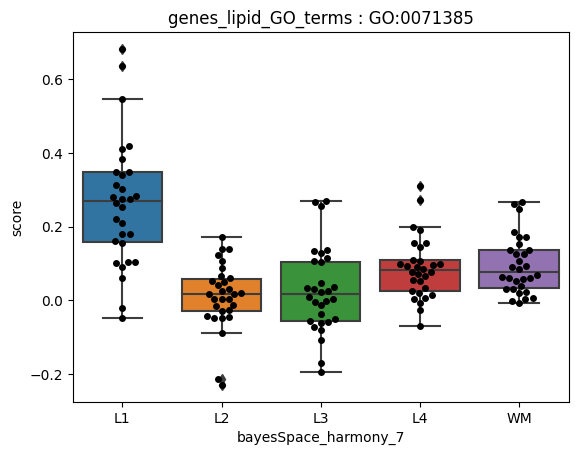 genes_lipid_GO_terms : GO:0071385
score
0.6
0.4
0.2
0.0
−0.2
L1 L2 L3 L4 WM
bayesSpace_harmony_7